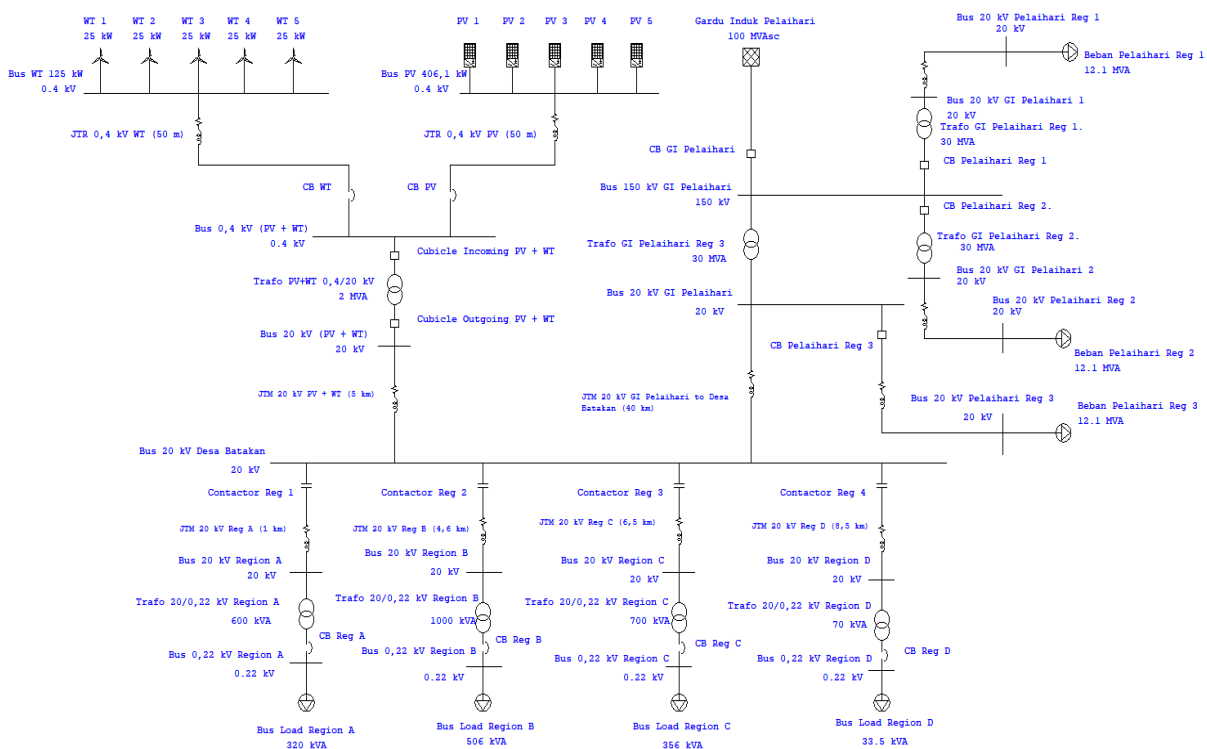 WT 1
25 kW
WT 2
25 kW
WT 3
25 kW
WT 4
25 kW
WT 5
25 kW
Bus WT 125 kW
0.4 kV
JTR 0,4 kV WT (50 m)
CB WT
PV 1
PV 2
PV 3
PV 4
PV 5
Bus PV 406,1 kW
0.4 kV
JTR 0,4 kV PV (50 m)
CB PV
Bus 0,4 kV (PV + WT)
0.4 kV
Cubicle Incoming PV + WT
Trafo PV+WT 0,4/20 kV
2 MVA
Cubicle Outgoing PV + WT
Bus 20 kV (PV + WT)
20 kV
JTM 20 kV PV + WT (5 km)
Gardu Induk Pelaihari
100 MVAsc
CB GI Pelaihari
Bus 150 kV GI Pelaihari
150 kV
Trafo GI Pelaihari Reg 3
30 MVA
Bus 20 kV GI Pelaihari
20 kV
JTM 20 kV GI Pelaihari to Desa
Batakan (40 km)
Bus 20 kV Pelaihari Reg 1
20 kV
Beban Pelaihari Reg 1
12.1 MVA
Bus 20 kV GI Pelaihari 1
20 kV
Trafo GI Pelaihari Reg 1.
30 MVA
CB Pelaihari Reg 1
CB Pelaihari Reg 2.
Trafo GI Pelaihari Reg 2.
30 MVA
Bus 20 kV GI Pelaihari 2
20 kV
Bus 20 kV Pelaihari Reg 2
20 kV
Beban Pelaihari Reg 2
12.1 MVA
CB Pelaihari Reg 3
Bus 20 kV Pelaihari Reg 3
20 kV
Beban Pelaihari Reg 3
12.1 MVA
Bus 20 kV Desa Batakan
20 kV
Contactor Reg 1
JTM 20 kV Reg A (1 km)
Bus 20 kV Region A
20 kV
Trafo 20/0,22 kV Region A
600 kVA
CB Reg A
Bus 0,22 kV Region A
0.22 kV
Bus Load Region A
320 kVA
Contactor Reg 2
JTM 20 kV Reg B (4,6 km)
Bus 20 kV Region B
20 kV
Trafo 20/0,22 kV Region B
1000 kVA
CB Reg B
Bus 0,22 kV Region B
0.22 kV
Bus Load Region B
506 kVA
Contactor Reg 3
JTM 20 kV Reg C (6,5 km)
Bus 20 kV Region C
20 kV
Trafo 20/0,22 kV Region C
700 kVA
CB Reg C
Bus 0,22 kV Region C
0.22 kV
Bus Load Region C
356 kVA
Contactor Reg 4
JTM 20 kV Reg D (8,5 km)
Bus 20 kV Region D
20 kV
Trafo 20/0,22 kV Region D
70 kVA
CB Reg D
Bus 0,22 kV Region D
0.22 kV
Bus Load Region D
33.5 kVA